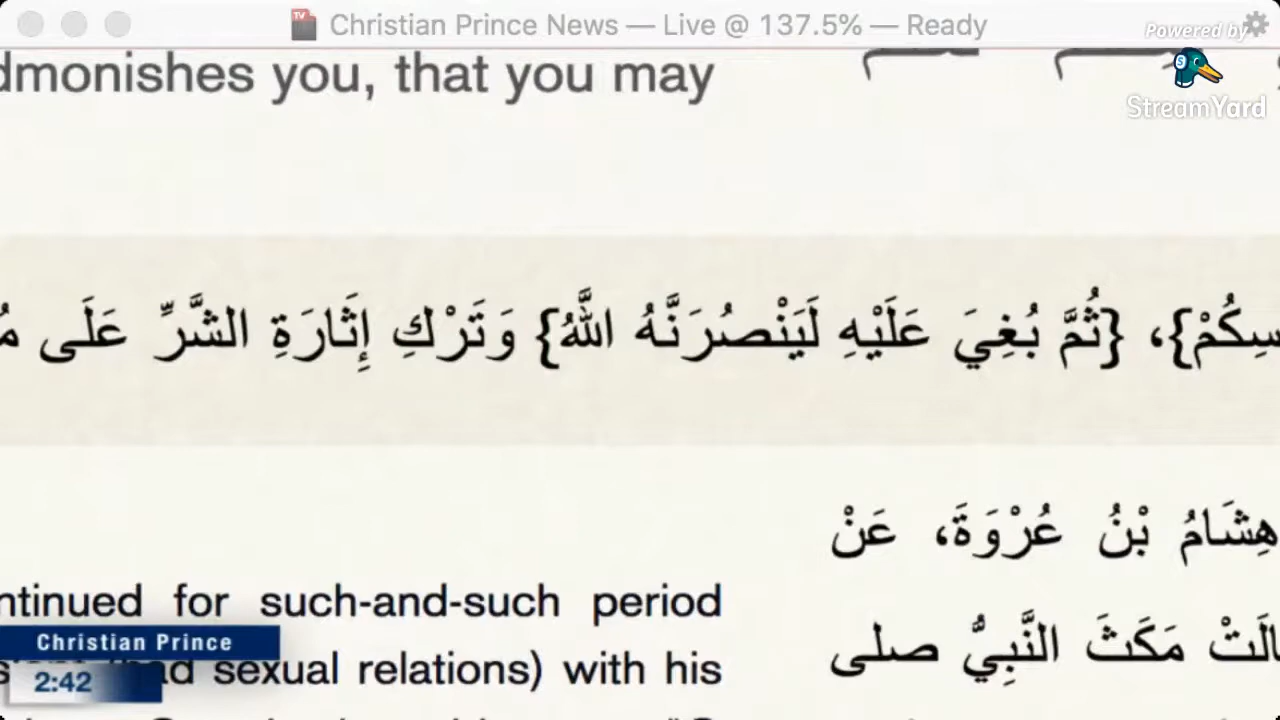 Christian Prince News — Live @ 137.5% — Ready
Powered by
StreamYard
dmonishes you, that you may
سِكُمْ}، {ثُمَّ بُغِيَ عَلَيْهِ لَيَنْصُرَنَّهُ اللَّهُ} وَتَرْكِ إِثَارَةِ الشَّرِّ عَلَى
هِشَامُ بْنُ عُرْوَةَ، عَنْ
ntinued for such-and-such period
الَتْ مَكَثَ النَّبِيُّ صلى
Christian Prince
sexual relations) with his
2:42